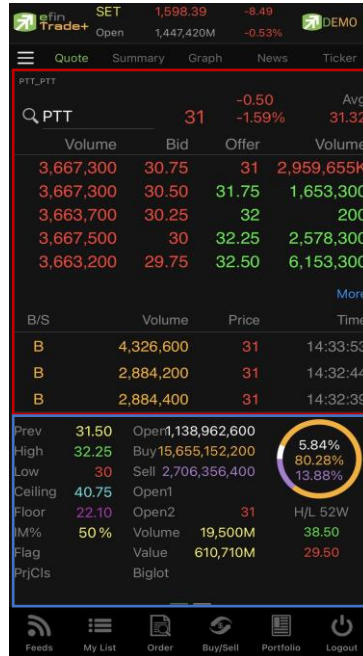 efin Trade+ SET 1,598.39 -8.49 DEMO
Open 1,447,420M -0.53%
Quote Summary Graph News Ticker
PTT_PTT
-0.50 Avg
PTT 31 -1.59% 31.32
Volume Bid Offer Volume
3,667,300 30.75 31 2,959,655K
3,667,300 30.50 31.75 1,653,300
3,663,700 30.25 32 200
3,667,500 30 32.25 2,578,300
3,663,200 29.75 32.50 6,153,300
More
B/S Volume Price Time
B 4,326,600 31 14:33:53
B 2,884,200 31 14:32:44
B 2,884,400 31 14:32:39
Prev 31.50 Open1,138,962,600
High 32.25 Buy15,655,152,200 5.84%
Low 30 Sell 2,706,356,400 80.28%
13.88%
Ceiling 40.75 Open1
Floor 22.10 Open2 31 H/L 52W
IM% 50 % Volume 19,500M 38.50
Flag Value 610,710M 29.50
PrjCls Biglot
Feeds My List Order Buy/Sell Portfolio Logout